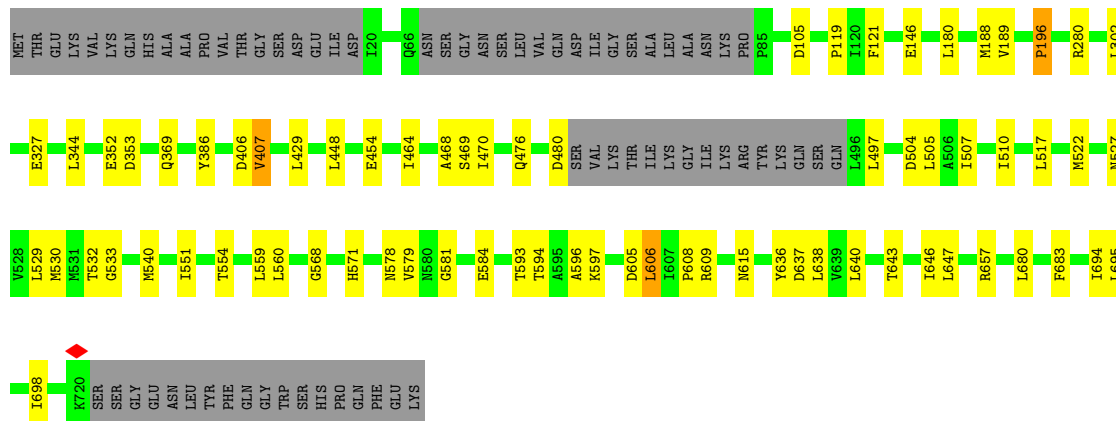 MET THR GLU LYS VAL LYS GLN HIS ALA ALA PRO VAL THR GLY SER ASP GLU ILE ASP I20 Q66 ASN SER GLY ASN SER LEU VAL GLN ASP ILE GLY SER ALA LEU ALA ASN LYS PRO P85 D105 P119 I120 F121 E146 L180 M188 V189 P196 R280
E327 L344 E352 D353 Q369 Y386 D406 V407 L429 L448 E454 I464 A468 S469 I470 Q476 D480 SER VAL LYS THR ILE LYS GLY ILE LYS ARG TYR LYS GLN SER GLN L496 L497 D504 L505 A506 I507 I510 L517 M522
V528 L529 M530 M531 T532 G533 M540 I551 T554 L559 L560 G568 H571 N578 V579 N580 G581 E584 T593 T594 A595 A596 K597 D605 L606 I607 P608 R609 N615 Y636 D637 L638 V639 L640 T643 I646 L647 R657 L680 F683 I694
I698 K720 SER SER GLY GLU ASN LEU TYR PHE GLN GLY TRP SER HIS PRO GLN PHE GLU LYS